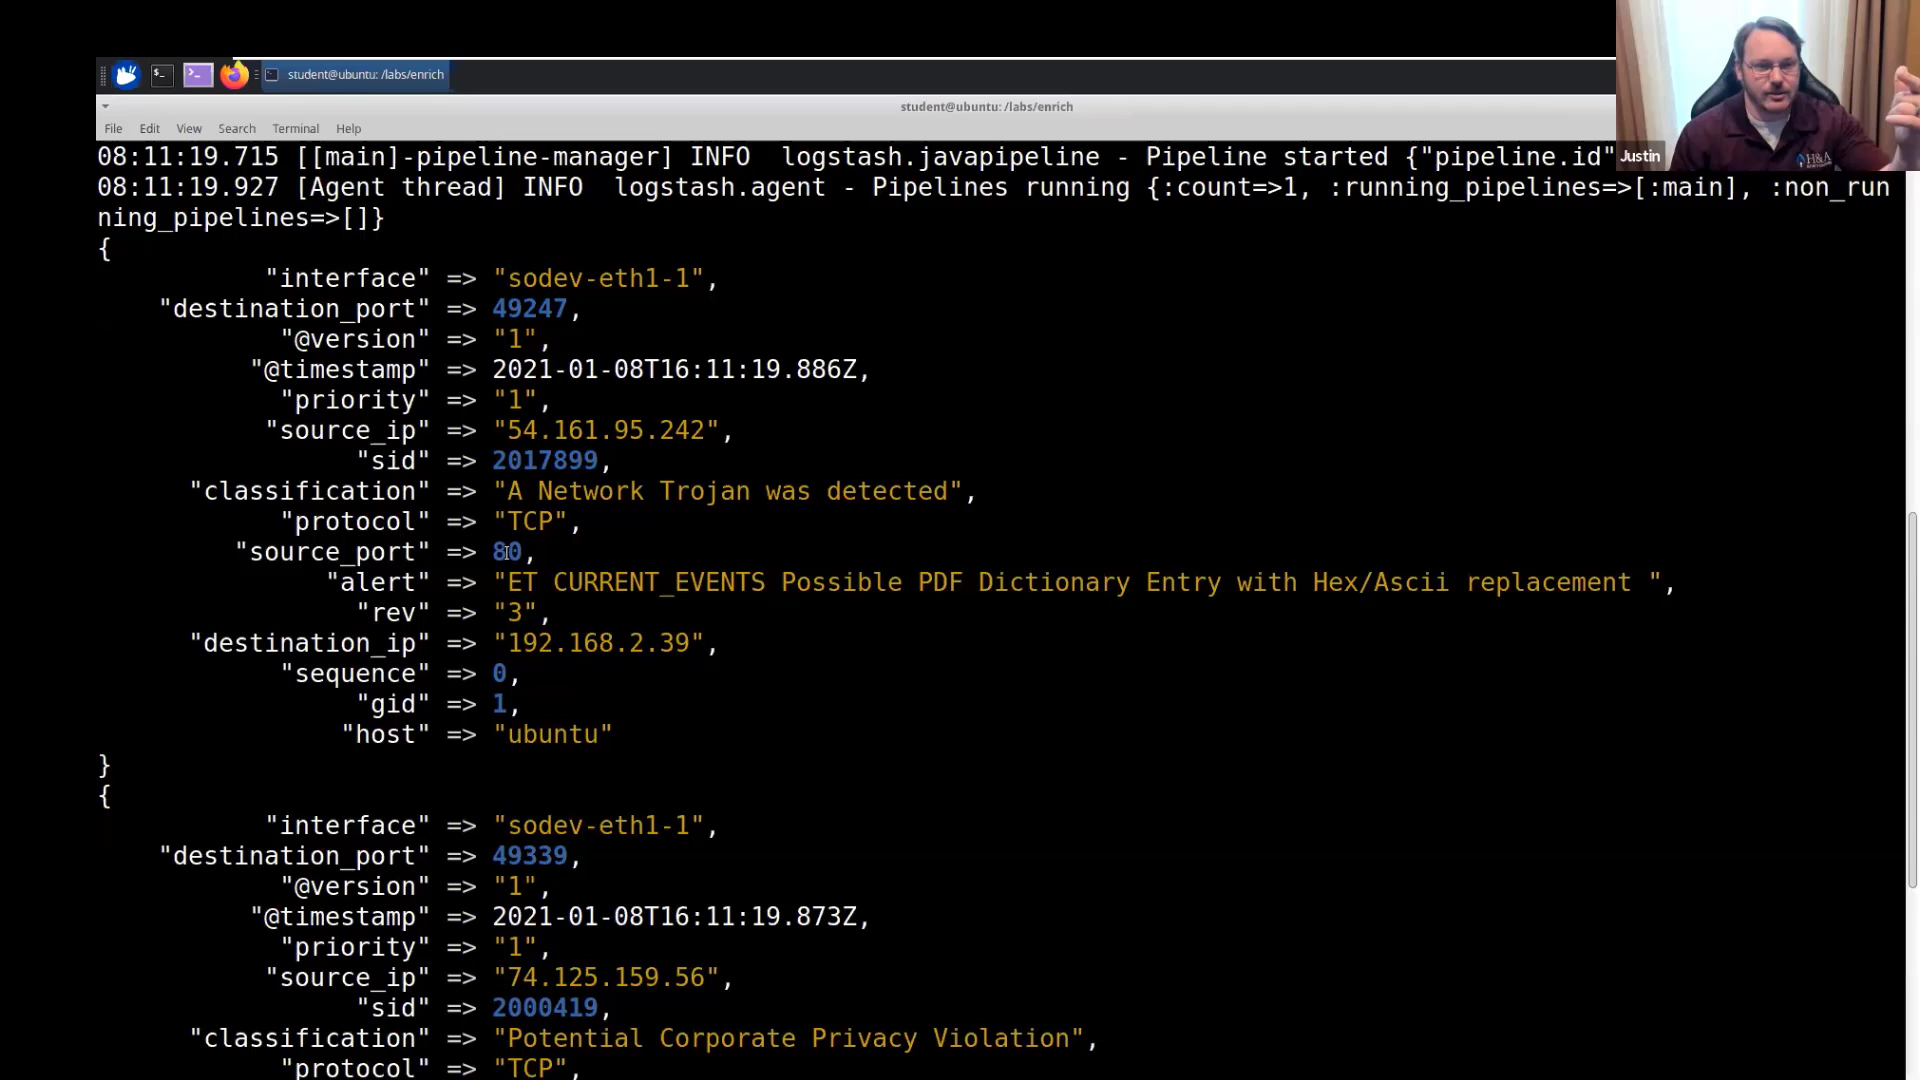 student@ubuntu: /labs/enrich
student@ubuntu: /labs/enrich
File Edit View Search Terminal Help
08:11:19.715 [[main]-pipeline-manager] INFO  logstash.javapipeline - Pipeline started {"pipeline.id"
08:11:19.927 [Agent thread] INFO  logstash.agent - Pipelines running {:count=>1, :running_pipelines=>[:main], :non_run
ning_pipelines=>[]}
{
"interface" => "sodev-eth1-1",
"destination_port" => 49247,
"@version" => "1",
"@timestamp" => 2021-01-08T16:11:19.886Z,
"priority" => "1",
"source_ip" => "54.161.95.242",
"sid" => 2017899,
"classification" => "A Network Trojan was detected",
"protocol" => "TCP",
"source_port" => 80,
"alert" => "ET CURRENT_EVENTS Possible PDF Dictionary Entry with Hex/Ascii replacement ",
"rev" => "3",
"destination_ip" => "192.168.2.39",
"sequence" => 0,
"gid" => 1,
"host" => "ubuntu"
}
{
"interface" => "sodev-eth1-1",
"destination_port" => 49339,
"@version" => "1",
"@timestamp" => 2021-01-08T16:11:19.873Z,
"priority" => "1",
"source_ip" => "74.125.159.56",
"sid" => 2000419,
"classification" => "Potential Corporate Privacy Violation",
"protocol" => "TCP",
Justin
H&A